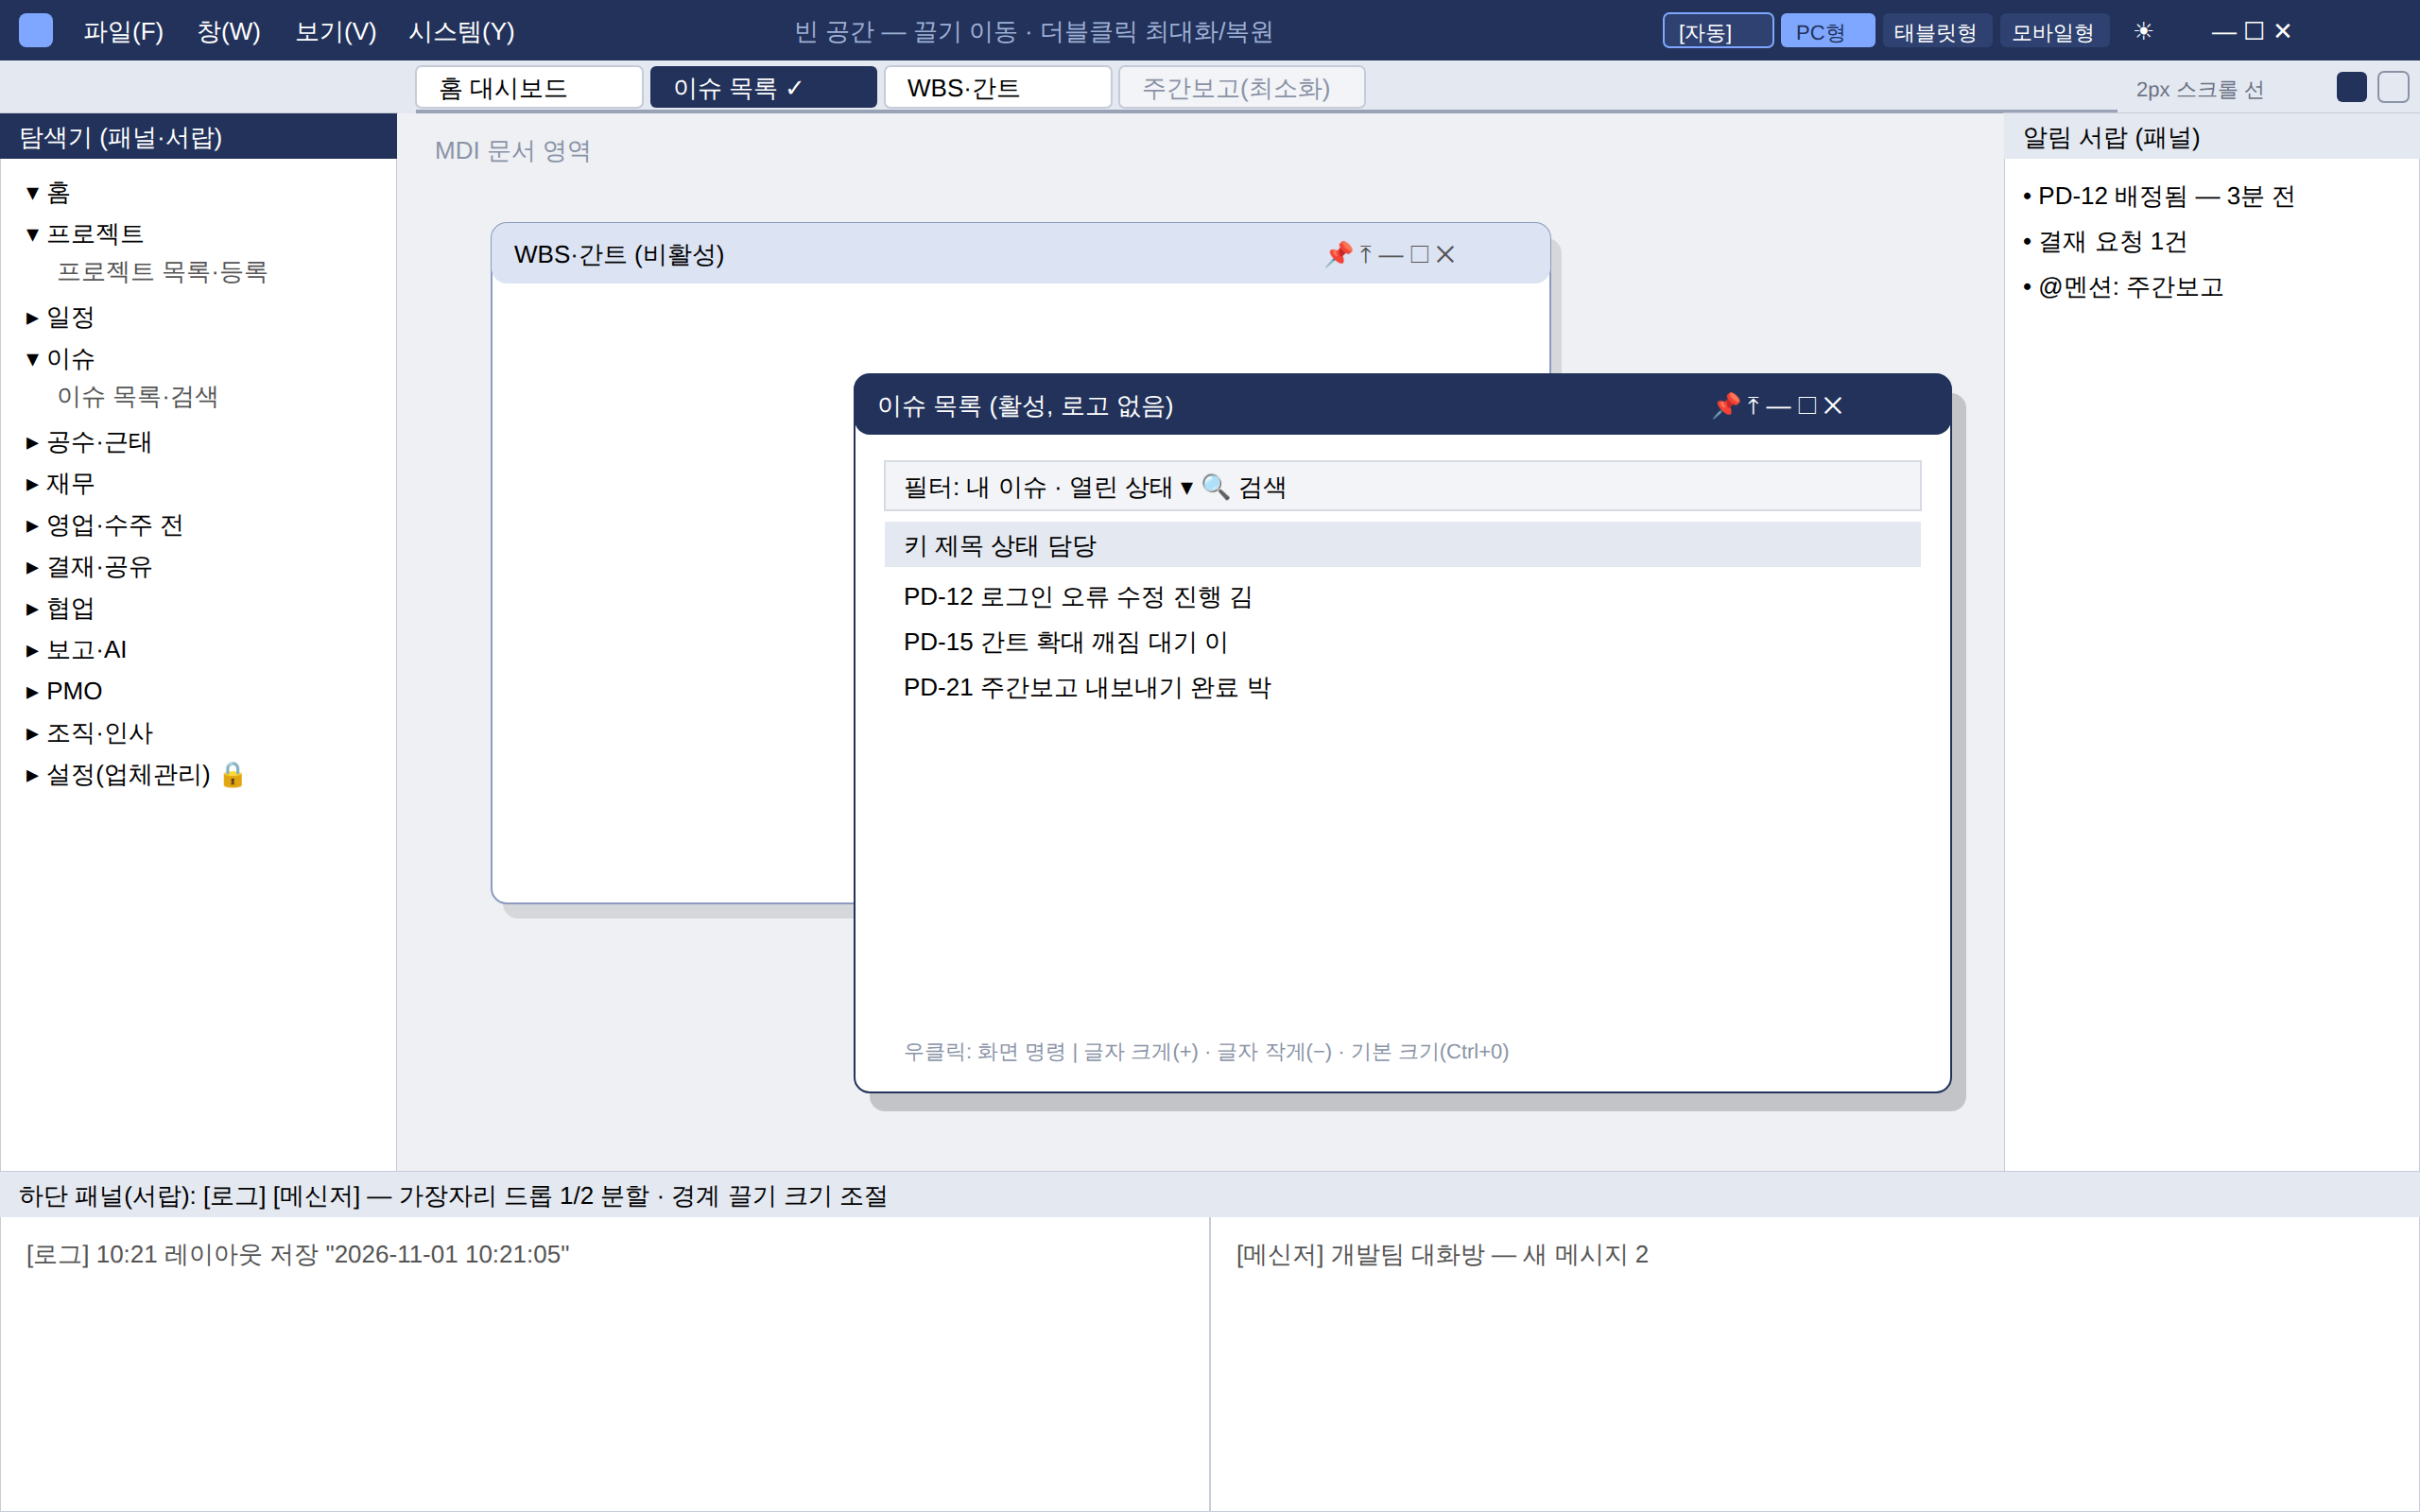 파일(F) 창(W) 보기(V) 시스템(Y) 빈 공간 — 끌기 이동 · 더블클릭 최대화/복원 [자동] PC형 태블릿형 모바일형 ☀ — □ ✕
홈 대시보드 이슈 목록 ✓ WBS·간트 주간보고(최소화) 2px 스크롤 선
탐색기 (패널·서랍)
▾ 홈
▾ 프로젝트
프로젝트 목록·등록
▸ 일정
▾ 이슈
이슈 목록·검색
▸ 공수·근태
▸ 재무
▸ 영업·수주 전
▸ 결재·공유
▸ 협업
▸ 보고·AI
▸ PMO
▸ 조직·인사
▸ 설정(업체관리) 🔒
MDI 문서 영역
WBS·간트 (비활성) 📌 ⤒ — □ ✕
이슈 목록 (활성, 로고 없음) 📌 ⤒ — □ ✕
필터: 내 이슈 · 열린 상태 ▾ 🔍 검색
키 제목 상태 담당
PD-12 로그인 오류 수정 진행 김
PD-15 간트 확대 깨짐 대기 이
PD-21 주간보고 내보내기 완료 박
우클릭: 화면 명령 | 글자 크게(+) · 글자 작게(−) · 기본 크기(Ctrl+0)
알림 서랍 (패널)
• PD-12 배정됨 — 3분 전
• 결재 요청 1건
• @멘션: 주간보고
하단 패널(서랍): [로그] [메신저] — 가장자리 드롭 1/2 분할 · 경계 끌기 크기 조절
[로그] 10:21 레이아웃 저장 "2026-11-01 10:21:05"
[메신저] 개발팀 대화방 — 새 메시지 2